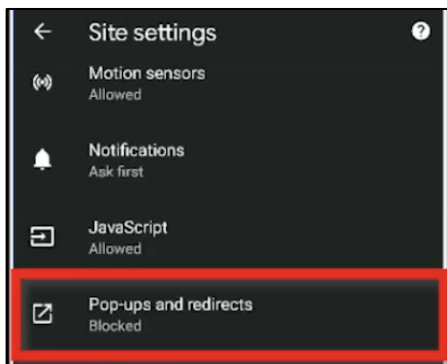 Site settings
Motion sensors
Allowed
Notifications
Ask first
JavaScript
Allowed
Pop-ups and redirects
Blocked